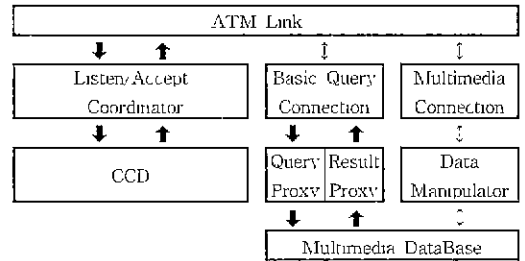 ATM Link
Listen/Accept
Coordinator
Basic Query
Connection
Multimedia
Connection
CCD
Query
Proxy
Result
Proxy
Data
Manipulator
Multimedia DataBase